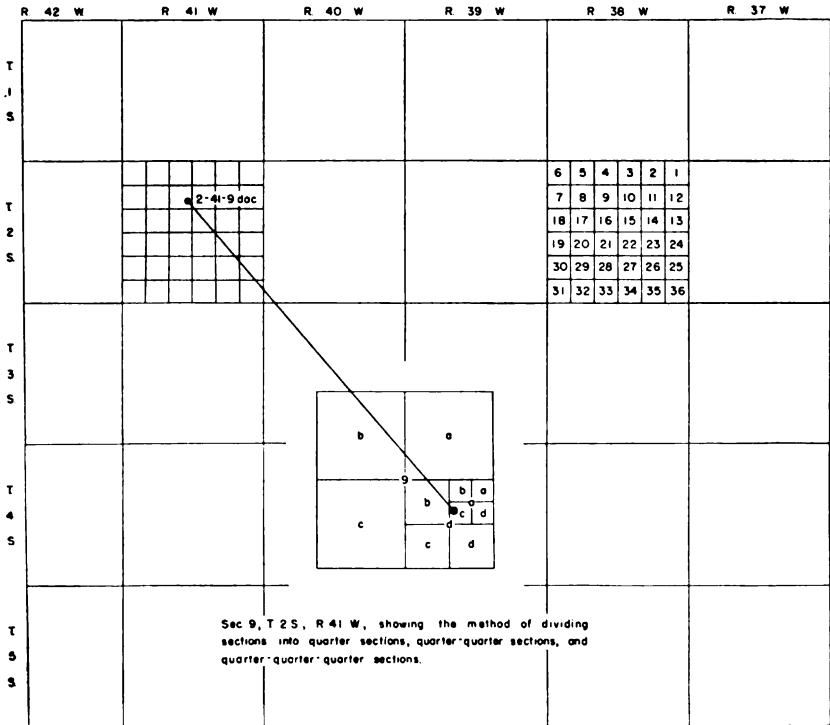 R. 42 W. R 41 W R. 40 W R. 39 W. R 38 W R. 37 W.
T.
.1
S.
6 5 4 3 2 1
2-41-9 dac
7 8 9 10 11 12
T
2
S.
18 17 16 15 14 13
19 20 21 22 23 24
30 29 28 27 26 25
31 32 33 34 35 36
T
3
S
b a
9
b a
b a
c d
c d
c d
T
4
S
Sec 9, T 2 S, R 41 W, showing the method of dividing
sections into quarter sections, quarter-quarter sections, and
quarter-quarter-quarter sections.
T
5
S.